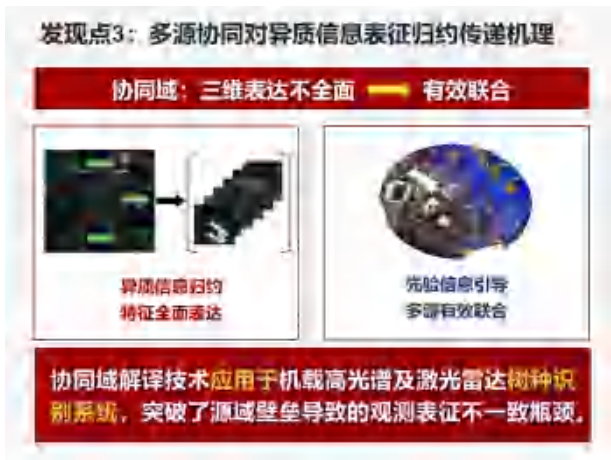 发现点3：多源协同对异质信息表征归约传递机理
协同域：三维表达不全面 有效联合
异质信息归约
特征全面表达
先验信息引导
多源有效联合
协同域解译技术应用于机载高光谱及激光雷达树种识
别系统，突破了源域壁垒导致的观测表征不一致瓶颈。